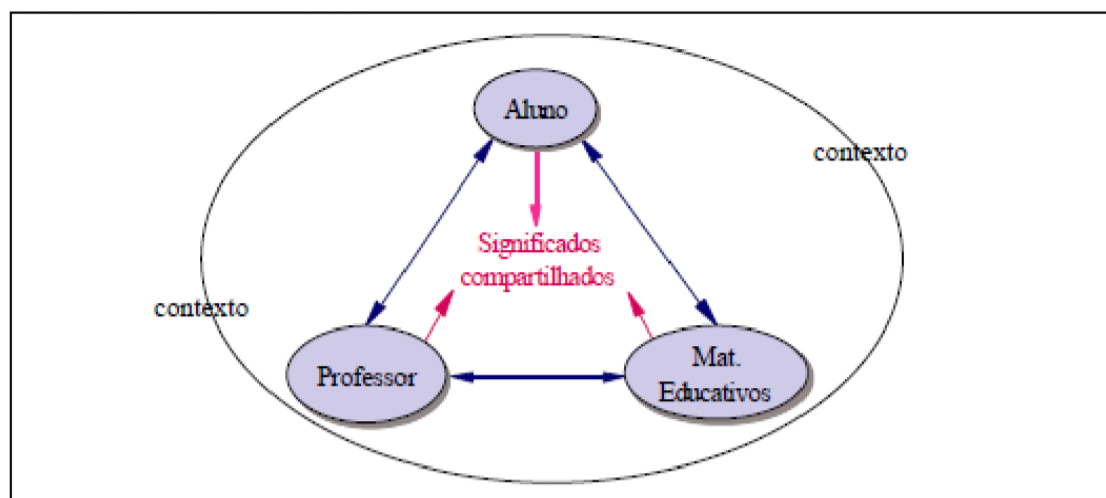 Aluno
contexto
Significados
compartilhados
contexto
Professor
Mat.
Educativos